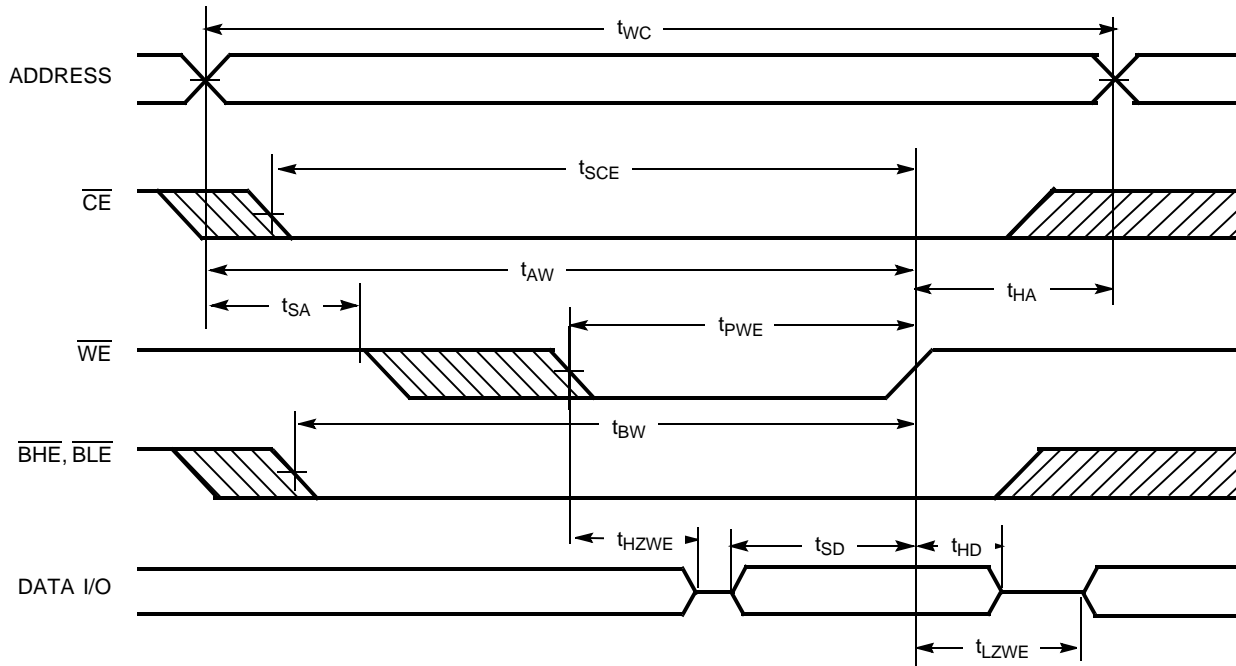 tWC
ADDRESS
tSCE
CE
tAW
tSA
tHA
tPWE
WE
tBW
BHE, BLE
tHZWE
tSD
tHD
DATA I/O
tLZWE